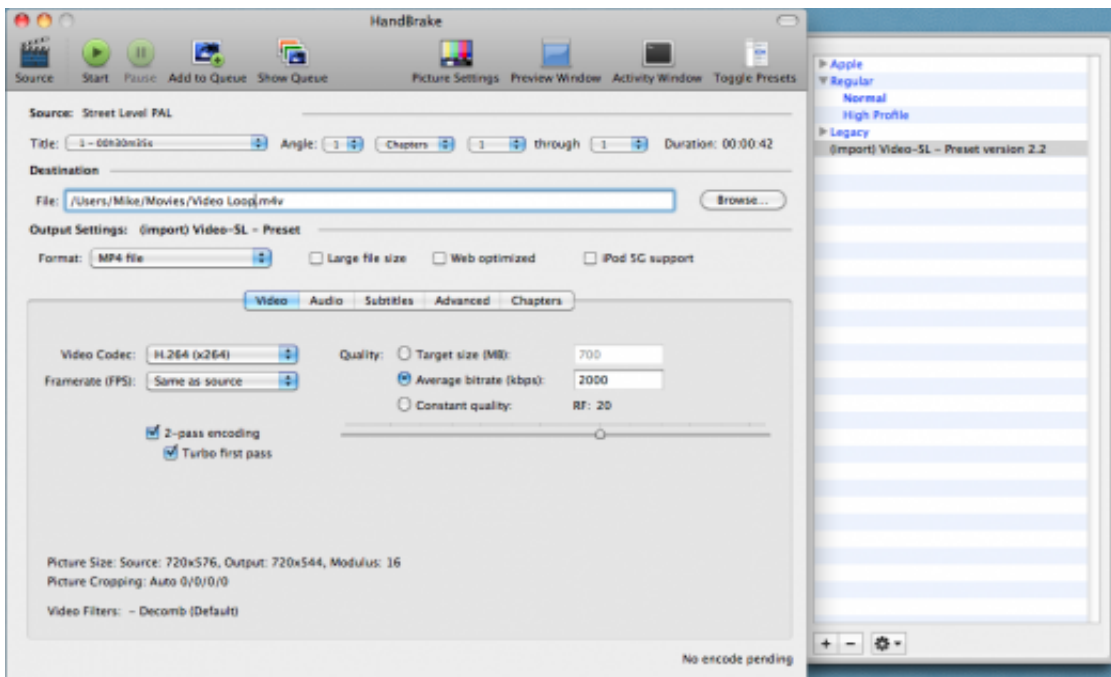 HandBrake
Source Start Pause Add to Queue Show Queue Picture Settings Preview Window Activity Window Toggle Presets
Source: Street Level PAL
Title: 1 - 00h30m35s Angle: 1 Chapters 1 through 1 Duration: 00:00:42
Destination
File: /Users/Mike/Movies/Video Loop.m4v Browse...
Output Settings: (import) Video-SL - Preset
Format: MP4 file Large file size Web optimized iPod 5G support
Video Audio Subtitles Advanced Chapters
Video Codec: H.264 (x264) Quality: Target size (MB): 700
Framerate (FPS): Same as source Average bitrate (kbps): 2000
Constant quality: RF: 20
2-pass encoding
Turbo first pass
Picture Size: Source: 720x576, Output: 720x544, Modulus: 16
Picture Cropping: Auto 0/0/0/0
Video Filters: - Decomb (Default)
No encode pending
Apple
Regular
Normal
High Profile
Legacy
(import) Video-SL - Preset version 2.2